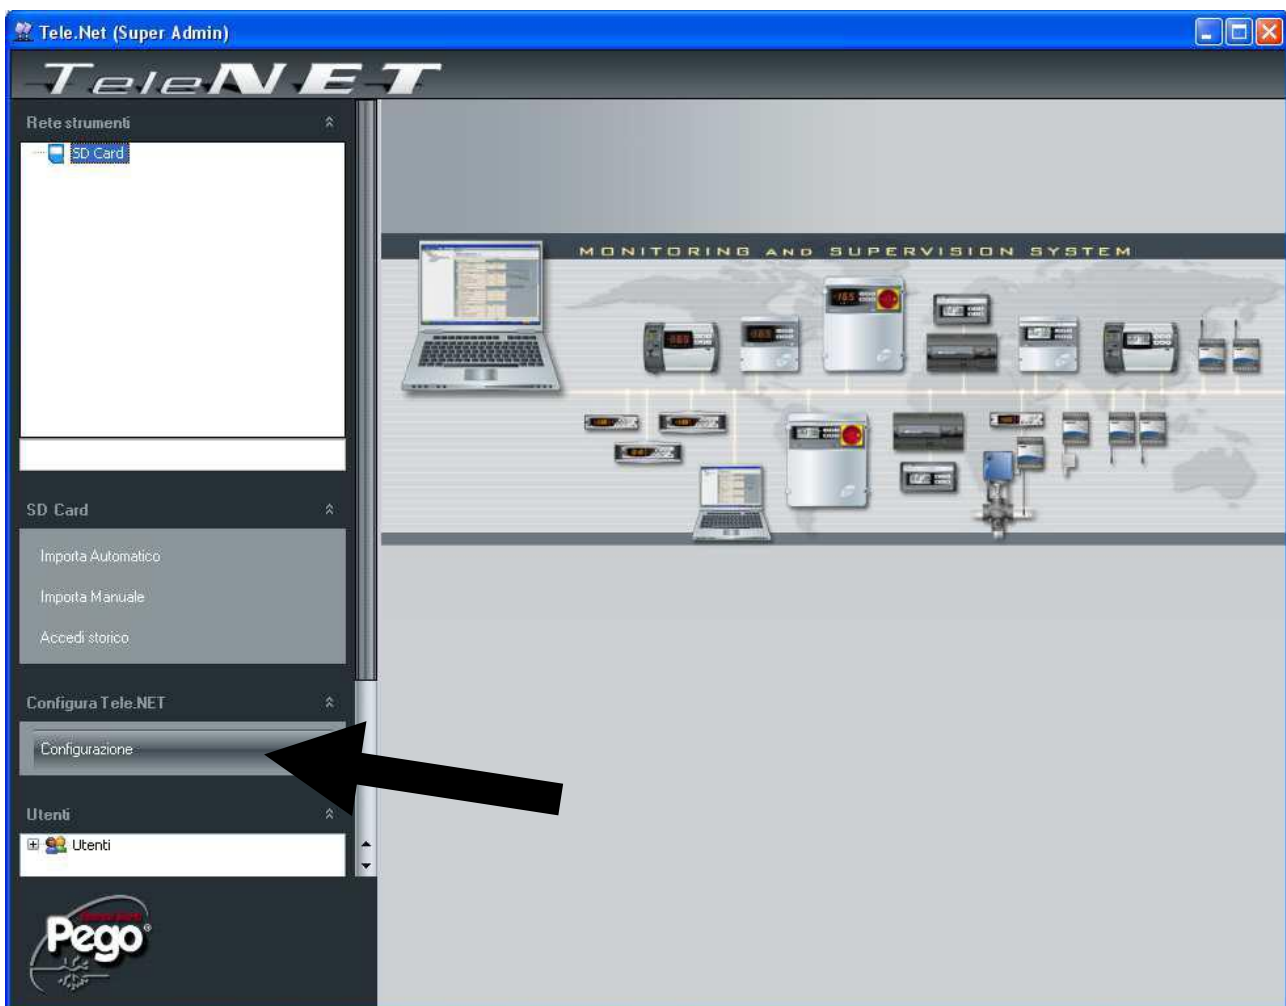 Tele.Net (Super Admin)
TeleNET
Rete strumenti
SD Card
MONITORING AND SUPERVISION SYSTEM
SD Card
Importa Automatico
Importa Manuale
Accedi storico
Configura Tele.NET
Configurazione
Utenti
Utenti
Pego®